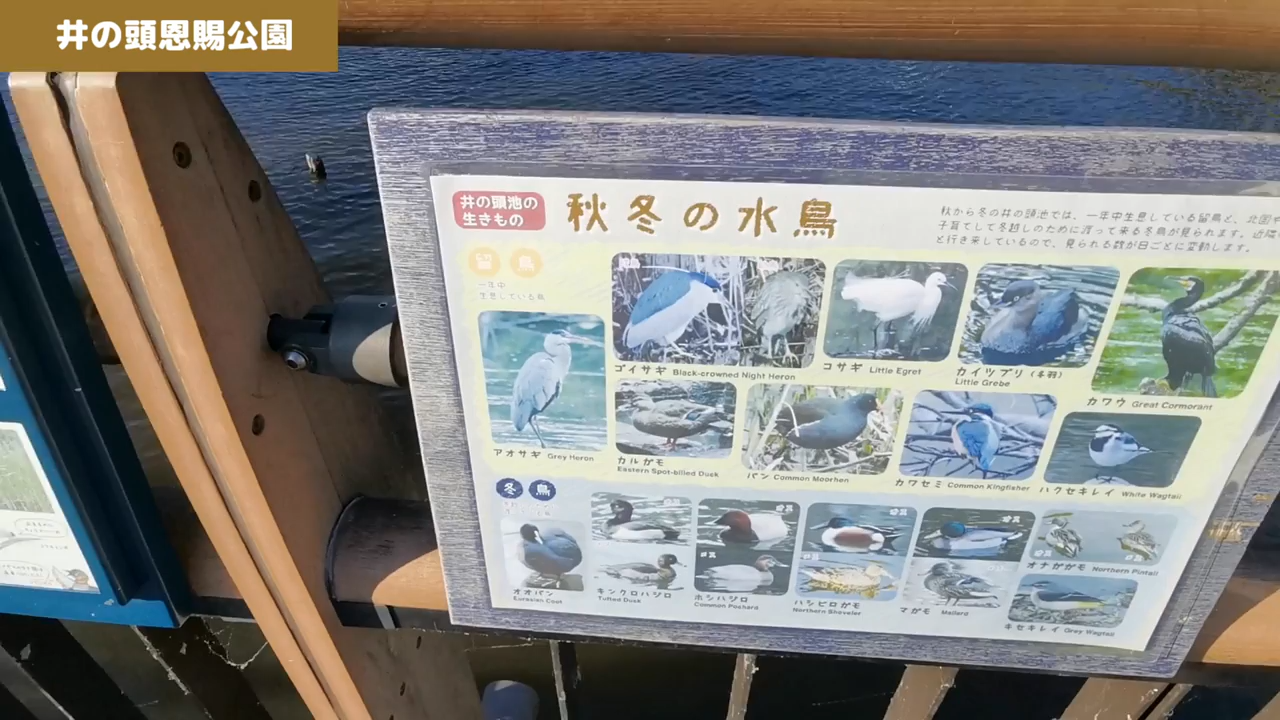 井の頭恩賜公園
井の頭池の
生きもの
秋冬の水鳥
秋から冬の井の頭池では、一年中生息している留鳥と、北国
子育てして冬越しのために渡って来る冬鳥が見られます。近隣
と行き来しているので、見られる数が日ごとに変動します。
留鳥
一年中
生息している鳥
ゴイサギ Black-crowned Night Heron
コサギ Little Egret
カイツブリ(冬羽)
Little Grebe
カワウ Great Cormorant
アオサギ Grey Heron
カルガモ
Eastern Spot-billed Duck
バン Common Moorhen
カワセミ Common Kingfisher
ハクセキレイ White Wagtail
冬鳥
オオバン
Eurasian Coot
キンクロハジロ
Tufted Duck
ホシハジロ
Common Pochard
ハシビロガモ
Northern Shoveler
マガモ Mallard
オナガガモ Northern Pintail
キセキレイ Grey Wagtail